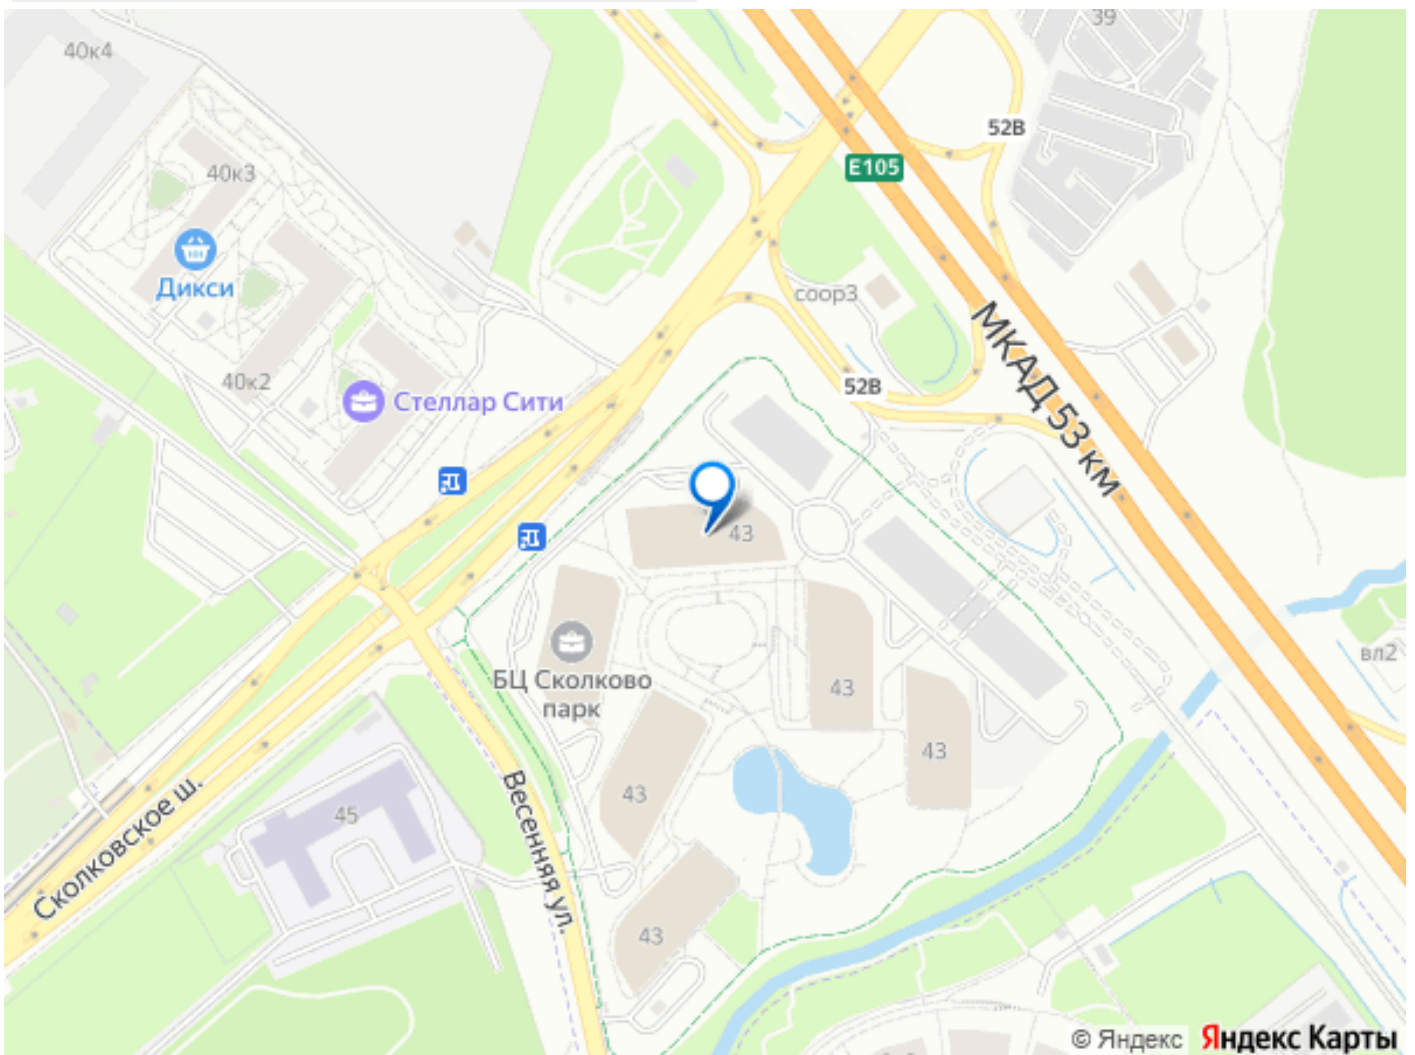 39
40к4
52В
E105
40к3
Дикси
соор3
МКАД 53 км
40к2
Стеллар Сити
52В
43
БЦ Сколково
парк
вл2
43
43
43
Весенняя ул.
Сколковское ш.
45
43
© Яндекс Яндекс Карты